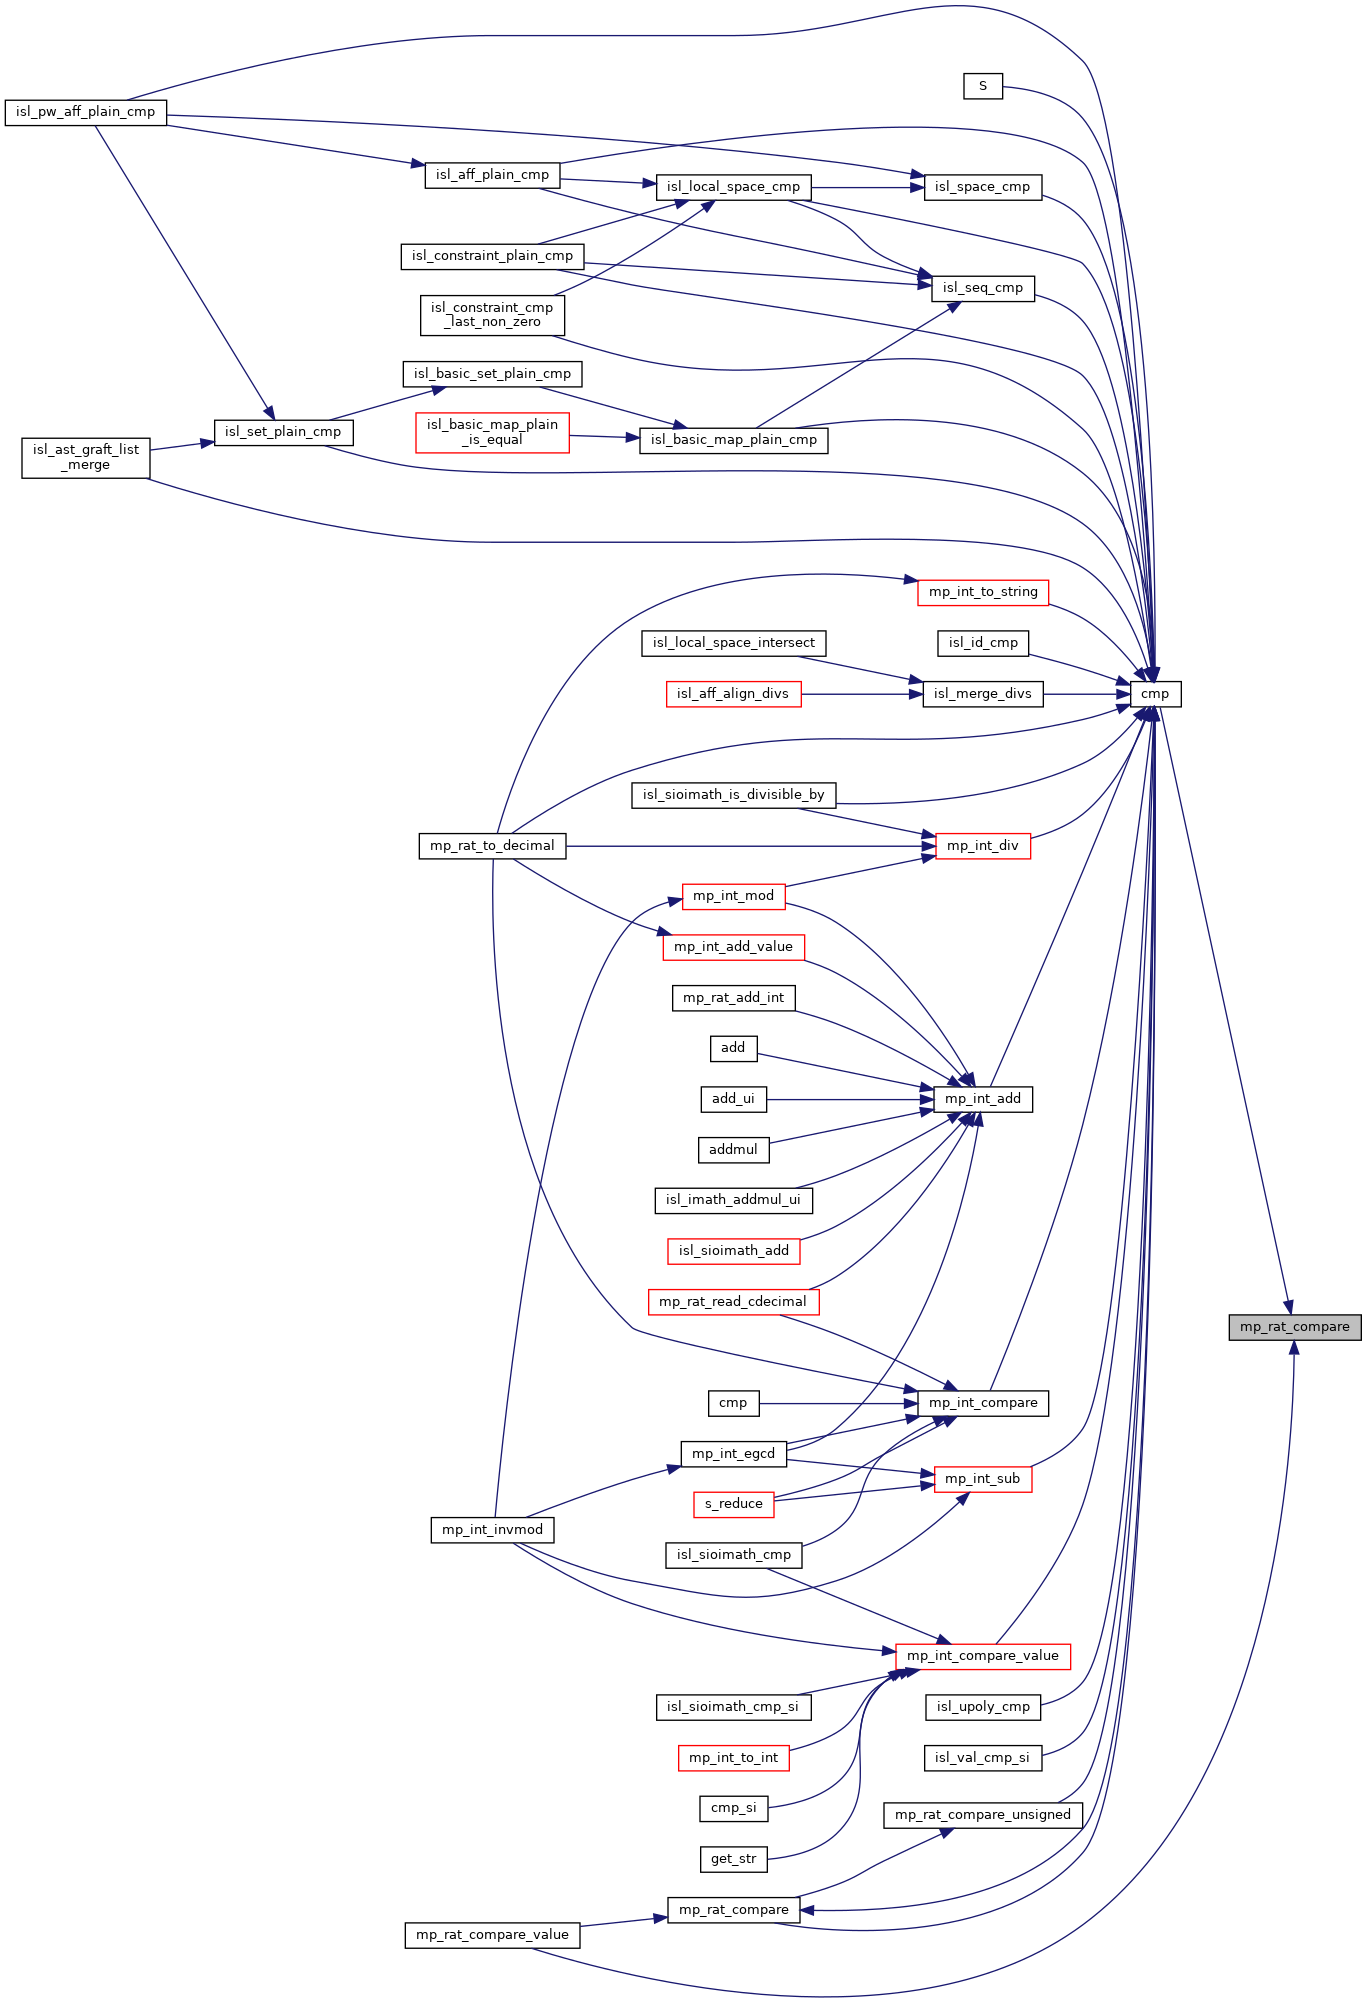 S
isl_pw_aff_plain_cmp
isl_aff_plain_cmp
isl_local_space_cmp
isl_space_cmp
isl_constraint_plain_cmp
isl_seq_cmp
isl_constraint_cmp
_last_non_zero
isl_basic_set_plain_cmp
isl_set_plain_cmp
isl_basic_map_plain
_is_equal
isl_basic_map_plain_cmp
isl_ast_graft_list
_merge
mp_int_to_string
isl_local_space_intersect
isl_id_cmp
isl_aff_align_divs
isl_merge_divs
cmp
isl_sioimath_is_divisible_by
mp_rat_to_decimal
mp_int_div
mp_int_mod
mp_int_add_value
mp_rat_add_int
add
add_ui
mp_int_add
addmul
isl_imath_addmul_ui
isl_sioimath_add
mp_rat_read_cdecimal
mp_rat_compare
cmp
mp_int_compare
mp_int_egcd
mp_int_sub
s_reduce
mp_int_invmod
isl_sioimath_cmp
mp_int_compare_value
isl_sioimath_cmp_si
isl_upoly_cmp
mp_int_to_int
isl_val_cmp_si
cmp_si
mp_rat_compare_unsigned
get_str
mp_rat_compare
mp_rat_compare_value